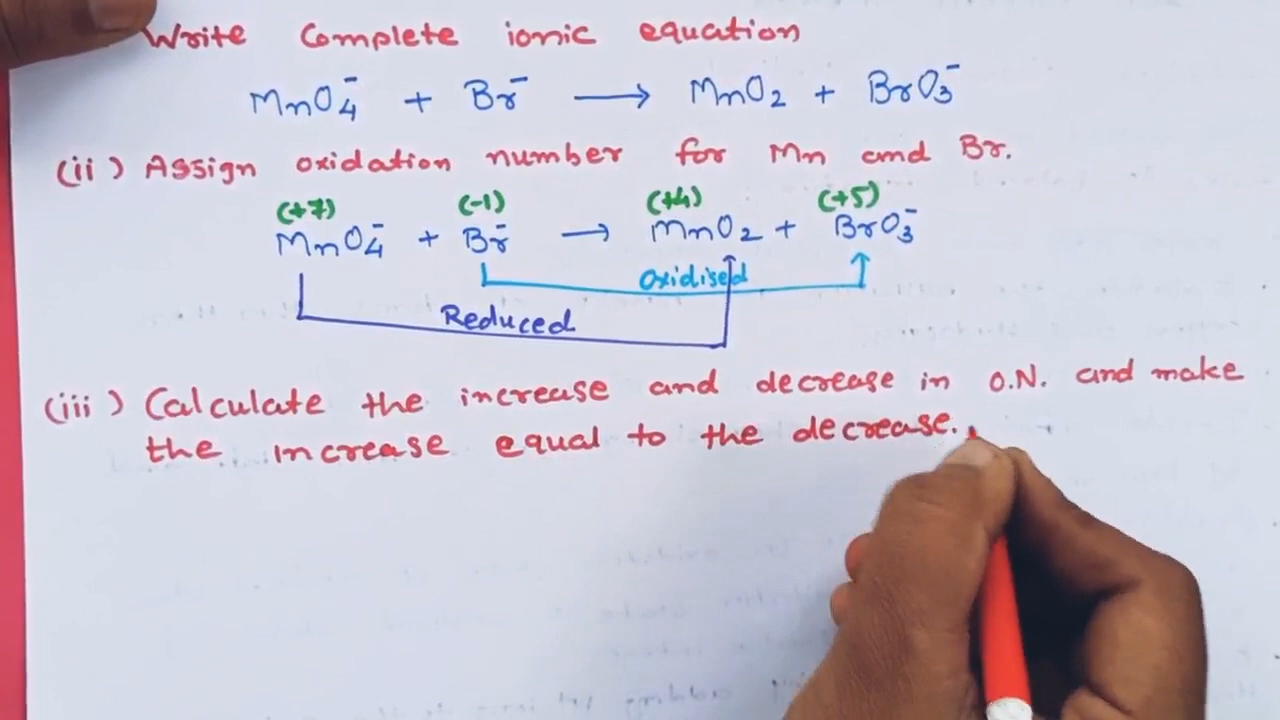 Write Complete ionic equation
MnO₄⁻ + Br⁻ ⟶ MnO₂ + BrO₃⁻
(ii) Assign oxidation number for Mn and Br.
(+7) (-1) (+4) (+5)
MnO₄⁻ + Br⁻ → MnO₂ + BrO₃⁻
Oxidised
Reduced
(iii) Calculate the increase and decrease in O.N. and make
the increase equal to the decrease.